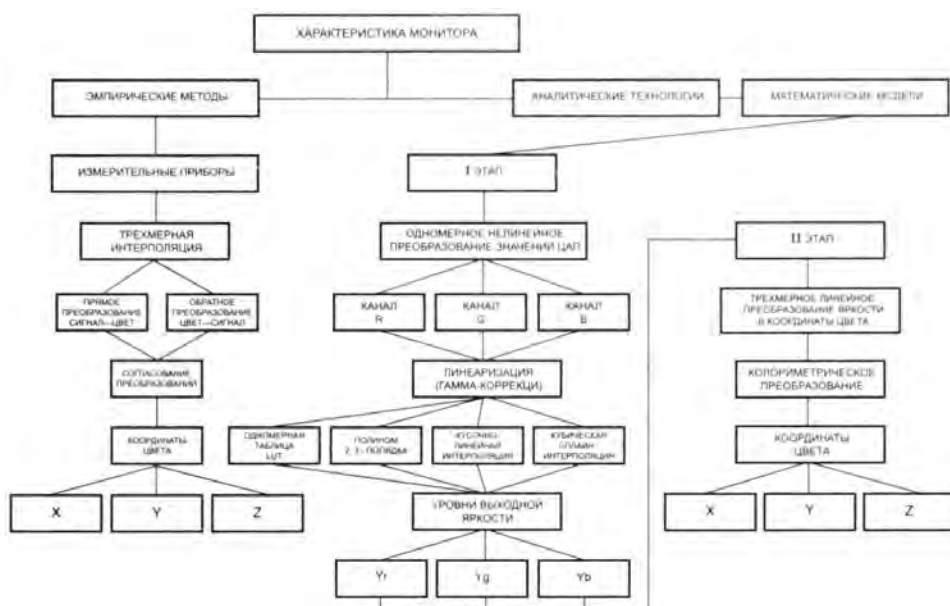 ХАРАКТЕРИСТИКА МОНИТОРА
ЭМПИРИЧЕСКИЕ МЕТОДЫ
АНАЛИТИЧЕСКИЕ ТЕХНОЛОГИИ
МАТЕМАТИЧЕСКИЕ МОДЕЛИ
ИЗМЕРИТЕЛЬНЫЕ ПРИБОРЫ
I ЭТАП
ТРЕХМЕРНАЯ
ИНТЕРПОЛЯЦИЯ
ОДНОМЕРНОЕ НЕЛИНЕЙНОЕ
ПРЕОБРАЗОВАНИЕ ЗНАЧЕНИЙ ЦАП
II ЭТАП
ПРЯМОЕ
ПРЕОБРАЗОВАНИЕ
СИГНАЛ—ЦВЕТ
ОБРАТНОЕ
ПРЕОБРАЗОВАНИЕ
ЦВЕТ—СИГНАЛ
КАНАЛ
R
КАНАЛ
G
КАНАЛ
B
ТРЕХМЕРНОЕ ЛИНЕЙНОЕ
ПРЕОБРАЗОВАНИЕ ЯРКОСТИ
В КООРДИНАТЫ ЦВЕТА
СОГЛАСОВАНИЕ
ПРЕОБРАЗОВАНИЙ
ЛИНЕАРИЗАЦИЯ
(ГАММА-КОРРЕКЦИ)
КОЛОРИМЕТРИЧЕСКОЕ
ПРЕОБРАЗОВАНИЕ
КООРДИНАТЫ
ЦВЕТА
ОДНОМЕРНАЯ
ТАБЛИЦА
LUT
ПОЛИНОМ
КУСОЧНО-
ЛИНЕЙНАЯ
ИНТЕРПОЛЯЦИЯ
КУБИЧЕСКАЯ
СПЛАЙН
ИНТЕРПОЛЯЦИЯ
КООРДИНАТЫ
ЦВЕТА
X
Y
Z
УРОВНИ ВЫХОДНОЙ
ЯРКОСТИ
X
Y
Z
Yr
Yg
Yb